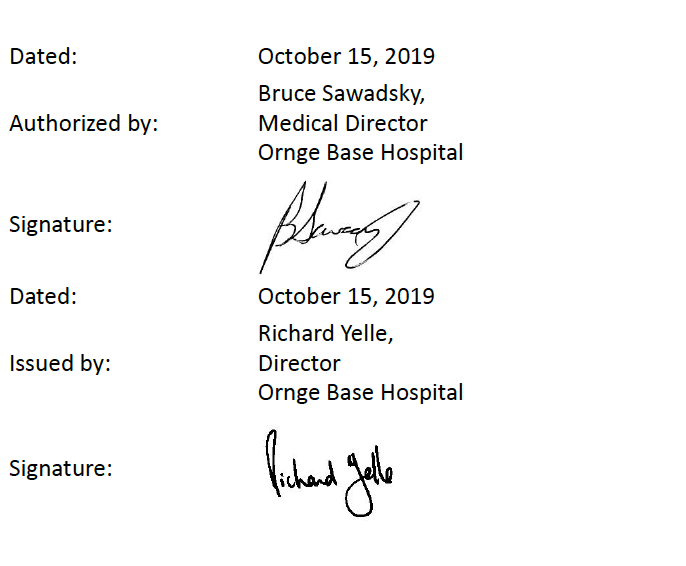 Dated: October 15, 2019
Bruce Sawadsky,
Authorized by: Medical Director
Ornge Base Hospital
Signature: BSawadsky
Dated: October 15, 2019
Richard Yelle,
Issued by: Director
Ornge Base Hospital
Signature: Richard Yelle